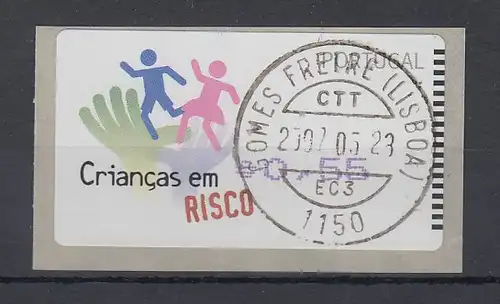 PORTUGAL
GOMES FREIRE (LISBOA)
CTT
2007 05 23
*0,55
EC3
1150
Crianças em
RISCO